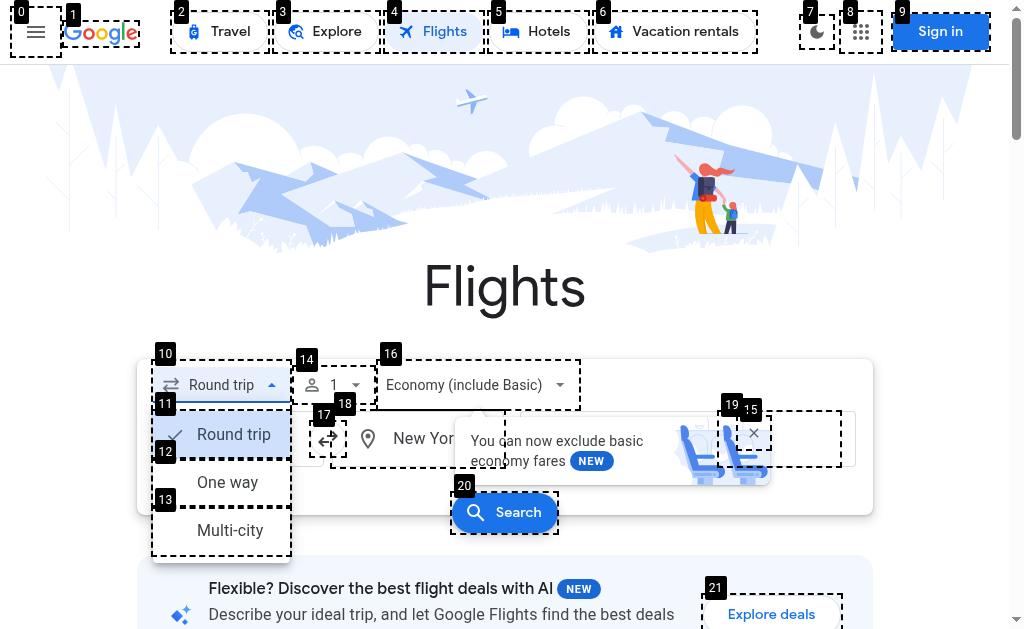 0
1
Google
2
Travel
3
Explore
4
Flights
5
Hotels
6
Vacation rentals
7
8
9
Sign in
Flights
10
Round trip
14
1
16
Economy (include Basic)
11
Round trip
17
18
New Yor
You can now exclude basic
economy fares NEW
19
15
12
One way
13
Multi-city
20
Search
Flexible? Discover the best flight deals with AI NEW
Describe your ideal trip, and let Google Flights find the best deals
21
Explore deals